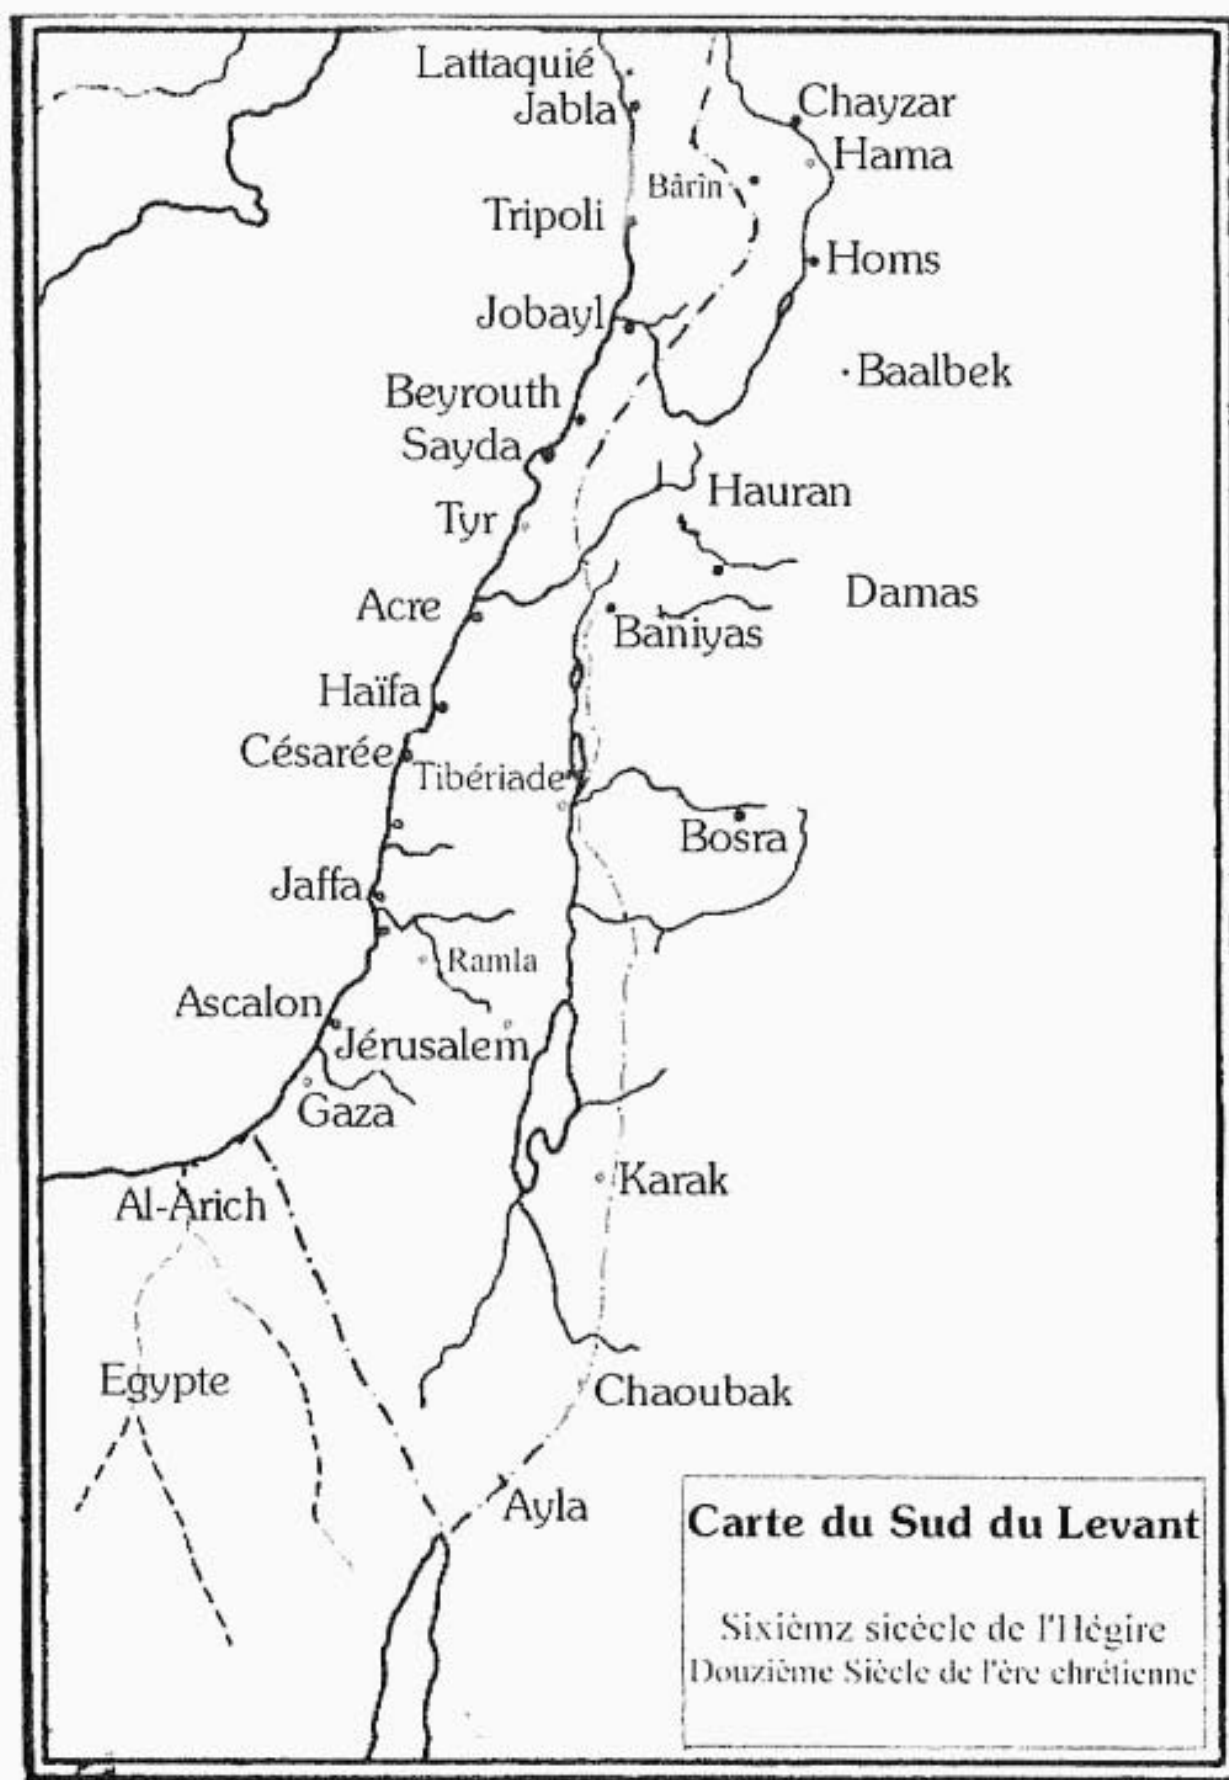 Lattaquié
Jabla
Chayzar
Hama
Bârîn
Tripoli
Homs
Jobayl
Baalbek
Beyrouth
Sayda
Hauran
Tyr
Damas
Acre
Baniyas
Haïfa
Césarée
Tibériade
Bosra
Jaffa
Ramla
Ascalon
Jérusalem
Gaza
Karak
Al-Arich
Egypte
Chaoubak
Ayla
Carte du Sud du Levant
Sixièmz sicècle de l'Hégire
Douzième Siècle de l'ère chrétienne